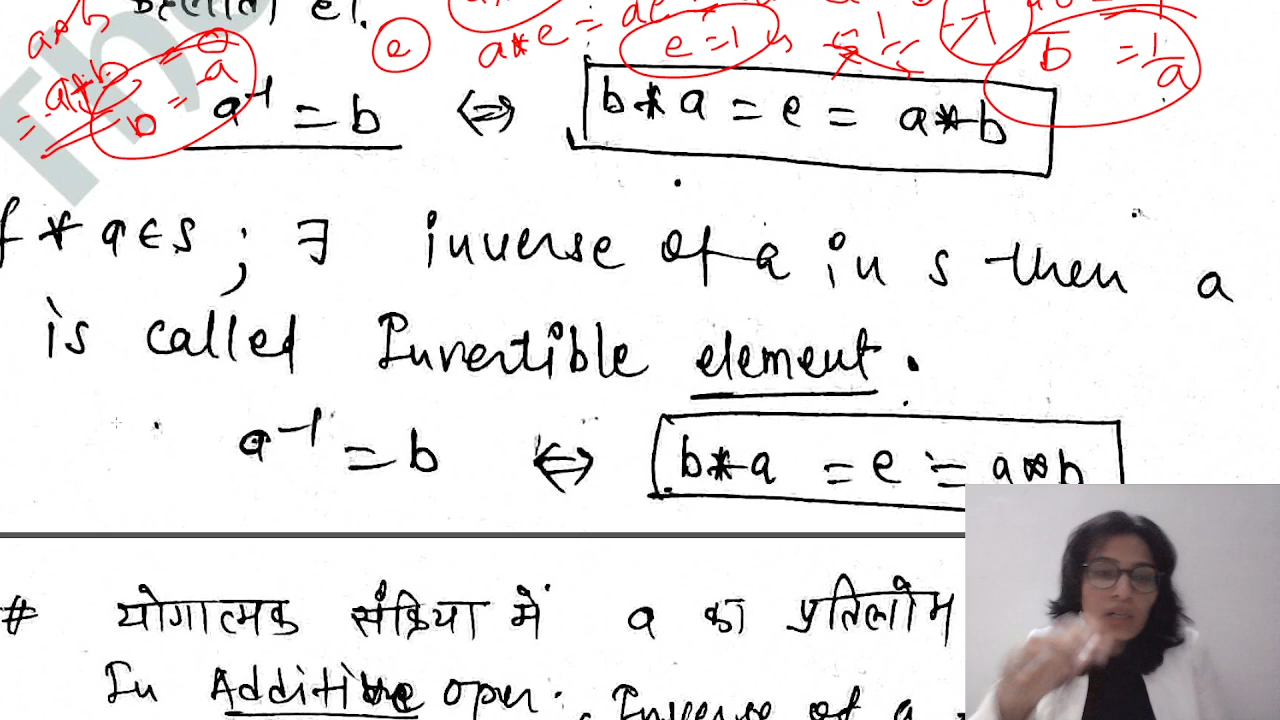 a*b
a*e =
e = 1
b = 1/a
b = -a
a⁻¹ = b ⇔ b * a = e = a * b
* a ∈ S ; ∃ inverse of a in S then a
is called Invertible element.
a⁻¹ = b ⇔ b * a = e = a * b
# योगात्मक संक्रिया में a का प्रतिलोम
In Additive oper. Inverse of a